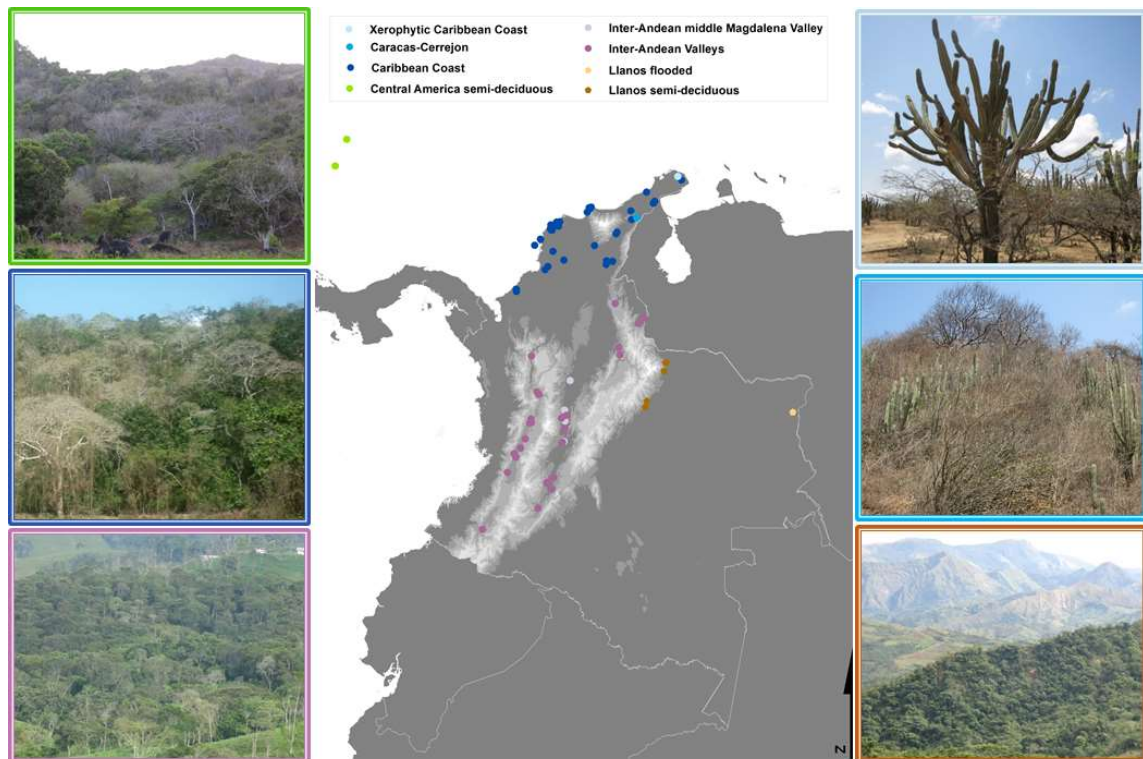 Xerophytic Caribbean Coast
Caracas-Cerrejon
Caribbean Coast
Central America semi-deciduous
Inter-Andean middle Magdalena Valley
Inter-Andean Valleys
Llanos flooded
Llanos semi-deciduous
N